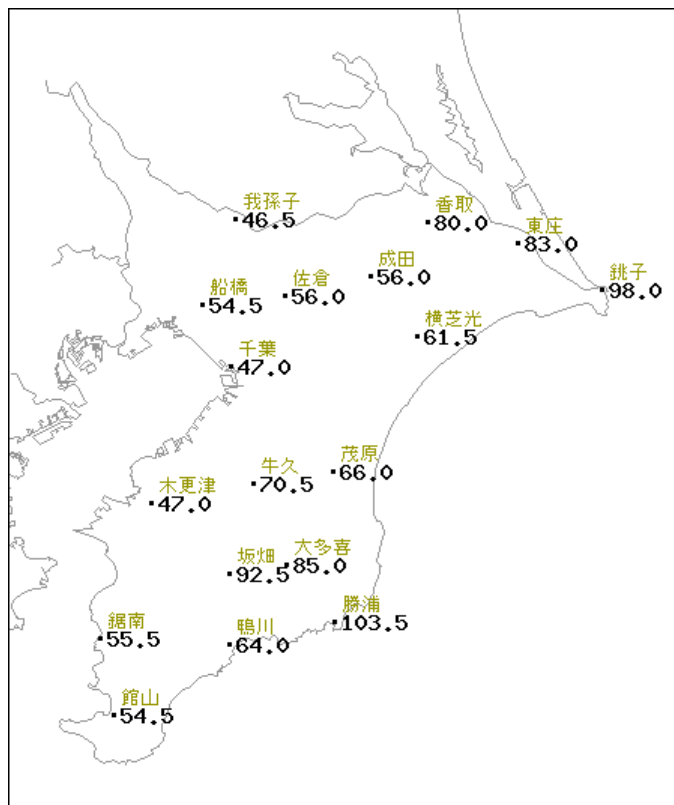 我孫子
46.5
香取
80.0
東庄
83.0
成田
56.0
佐倉
56.0
船橋
54.5
銚子
98.0
横芝光
61.5
千葉
47.0
茂原
66.0
牛久
70.5
木更津
47.0
大多喜
85.0
坂畑
92.5
勝浦
103.5
鋸南
55.5
鴨川
64.0
館山
54.5